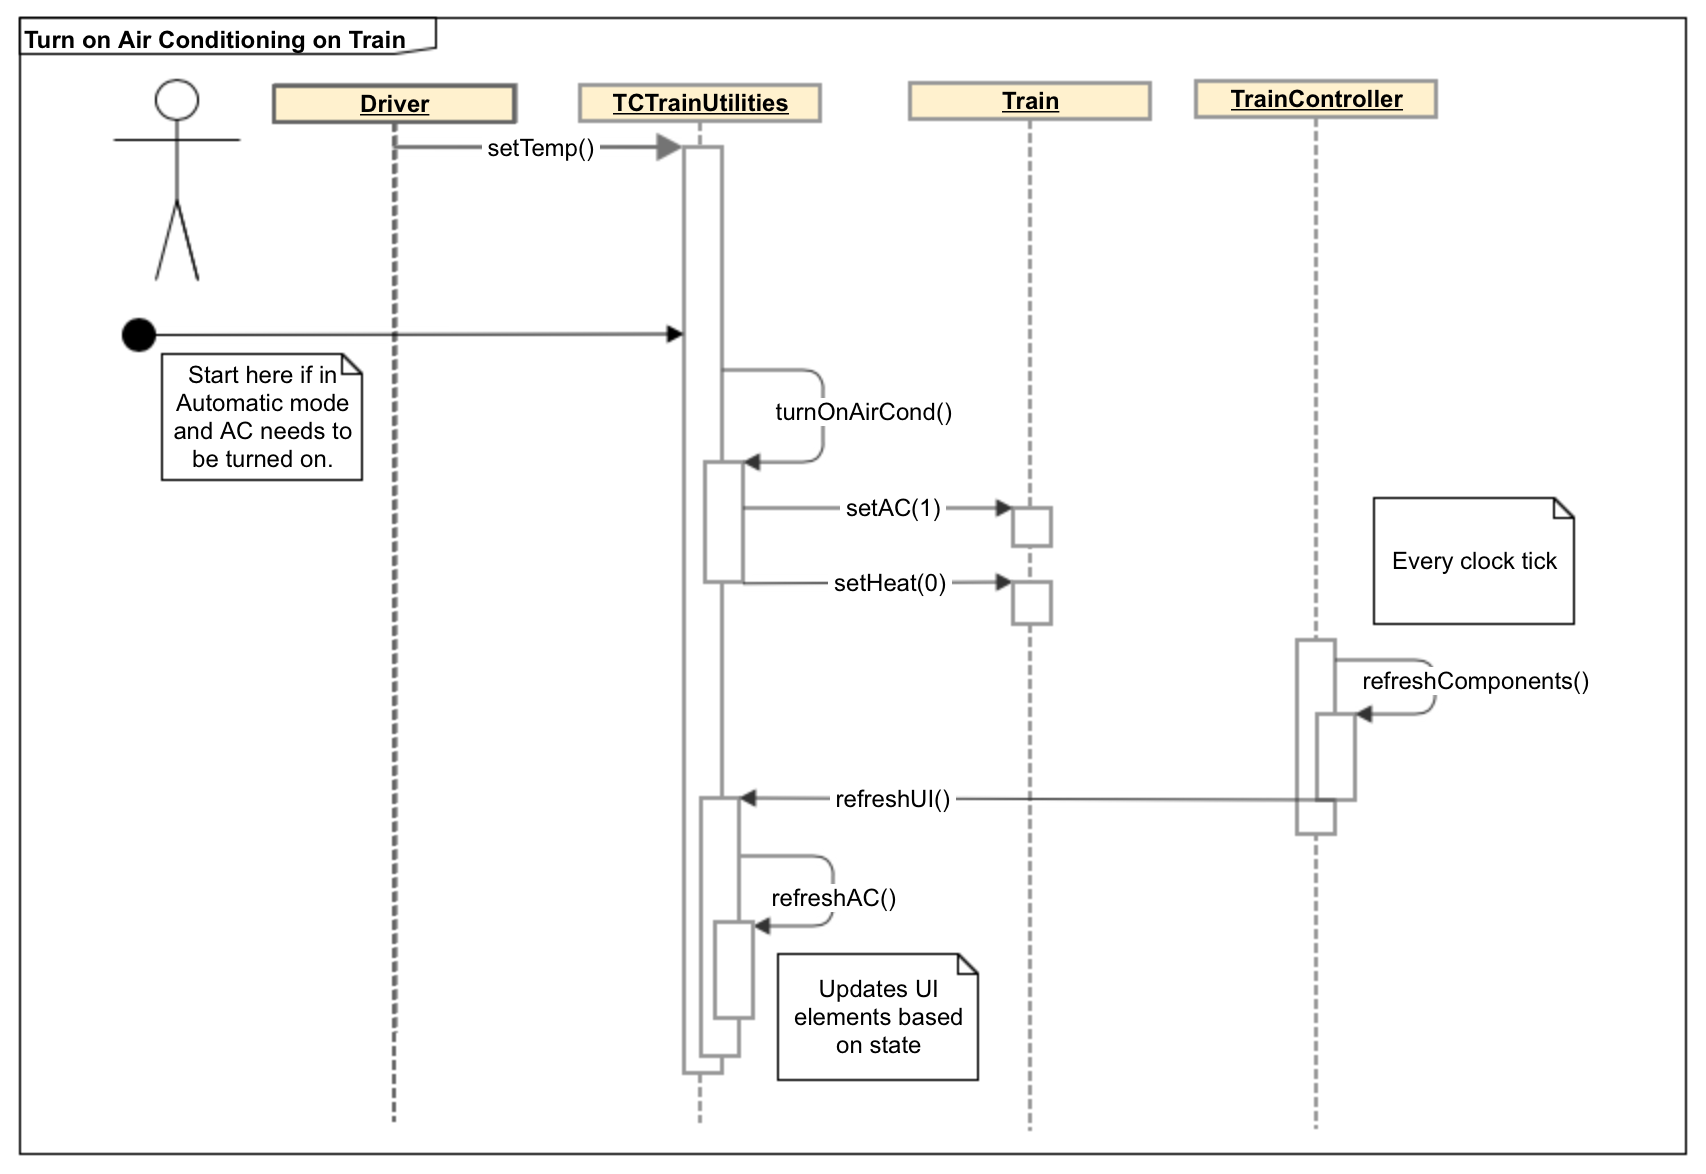 Turn on Air Conditioning on Train
Driver
TCTrainUtilities
Train
TrainController
setTemp()
Start here if in
Automatic mode
and AC needs to
be turned on.
turnOnAirCond()
setAC(1)
setHeat(0)
Every clock tick
refreshComponents()
refreshUI()
refreshAC()
Updates UI
elements based
on state